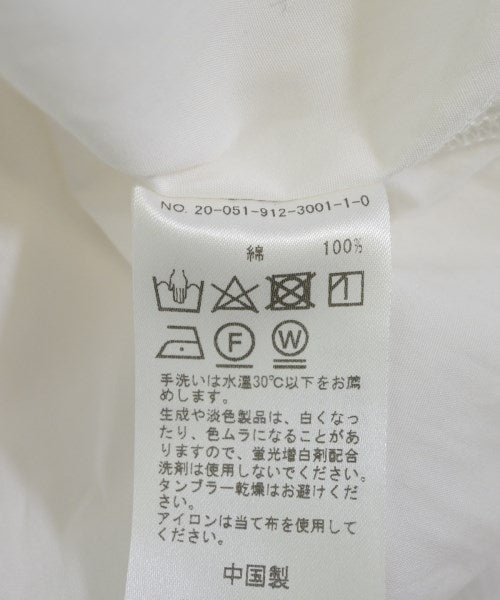 NO. 20-051-912-3001-1-0
綿 100%
F W
手洗いは水温30℃以下をお薦
めします。
生成や淡色製品は、白くなっ
たり、色ムラになることがあ
りますので、蛍光増白剤配合
洗剤は使用しないでください。
タンブラー乾燥はお避けくだ
さい。
アイロンは当て布を使用して
ください。
中国製